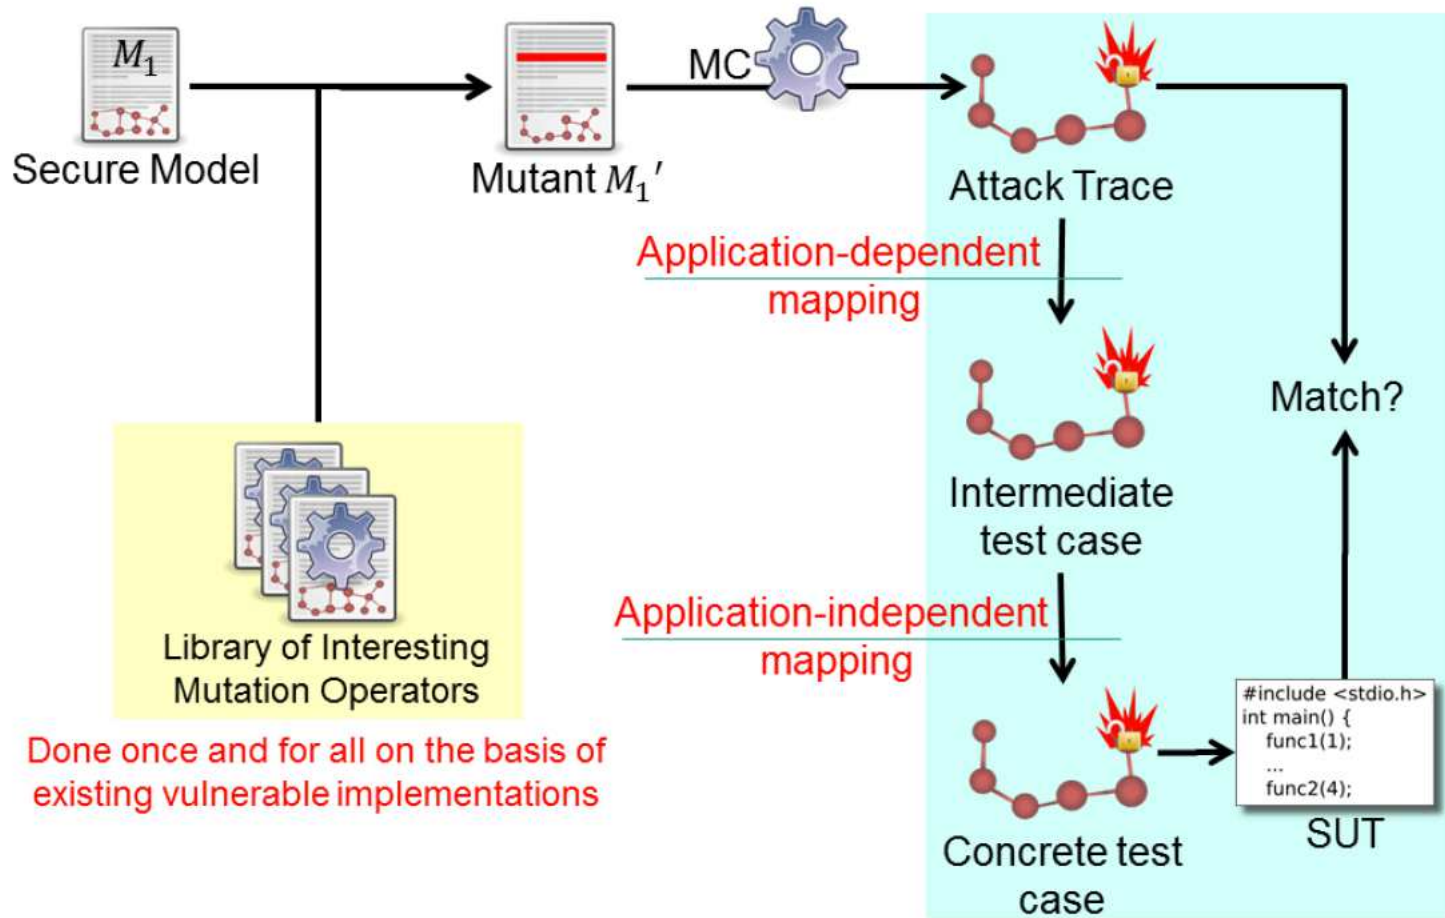 M₁
Secure Model
Mutant M₁′
MC
Attack Trace
Application-dependent
mapping
Match?
Intermediate
test case
Application-independent
mapping
Library of Interesting
Mutation Operators
Done once and for all on the basis of
existing vulnerable implementations
#include <stdio.h>
int main() {
func1(1);
...
func2(4);
SUT
Concrete test
case